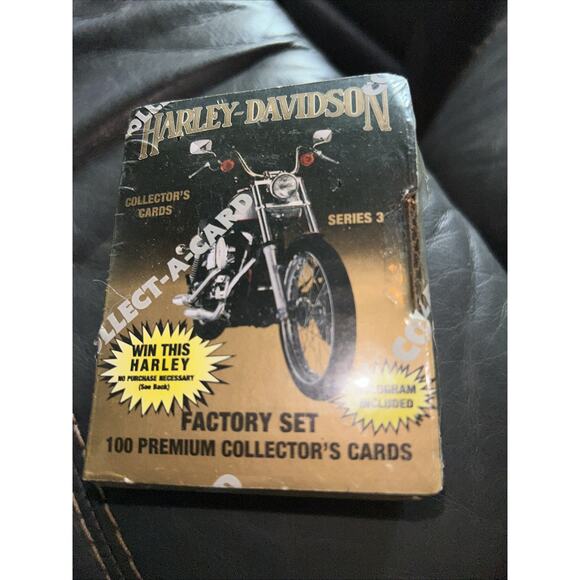 HARLEY-DAVIDSON
COLLECTOR'S
CARDS
SERIES 3
COLLECT-A-CARD
WIN THIS
HARLEY
NO PURCHASE NECESSARY
(See Back)
INCLUDED
FACTORY SET
100 PREMIUM COLLECTOR'S CARDS